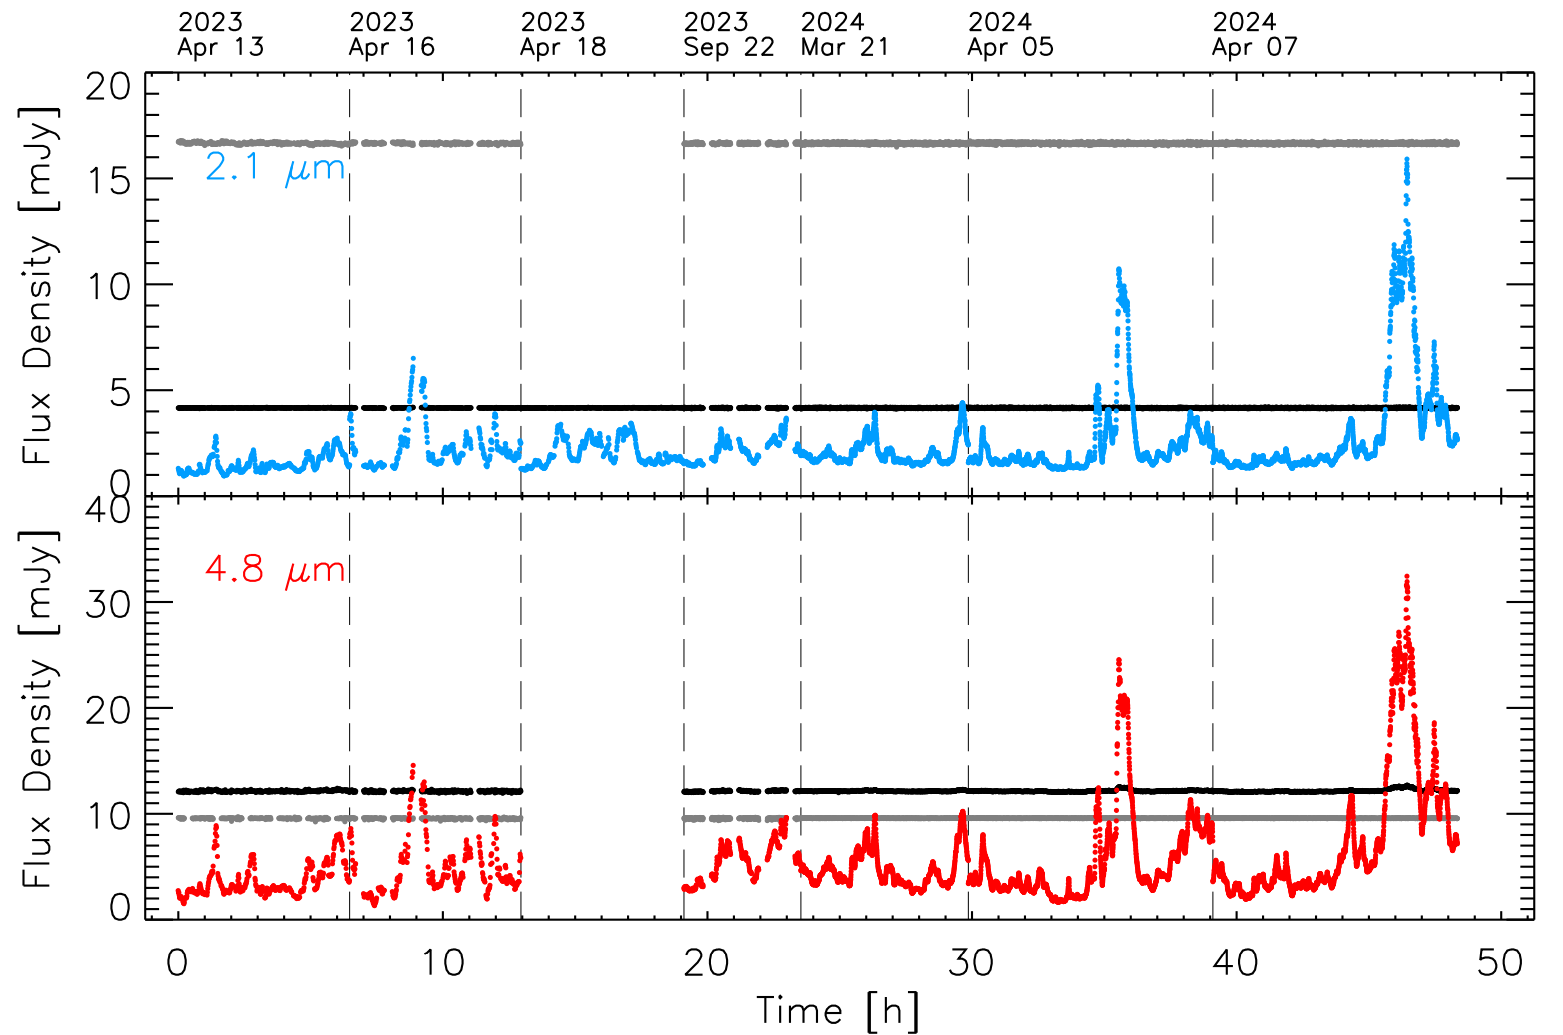 2023 2023 2023 2023 2024 2024 2024
Apr 13 Apr 16 Apr 18 Sep 22 Mar 21 Apr 05 Apr 07
20
2.1 μm
15
10
5
0
Flux Density [mJy]
40
4.8 μm
30
20
10
0
Flux Density [mJy]
0 10 20 30 40 50
Time [h]